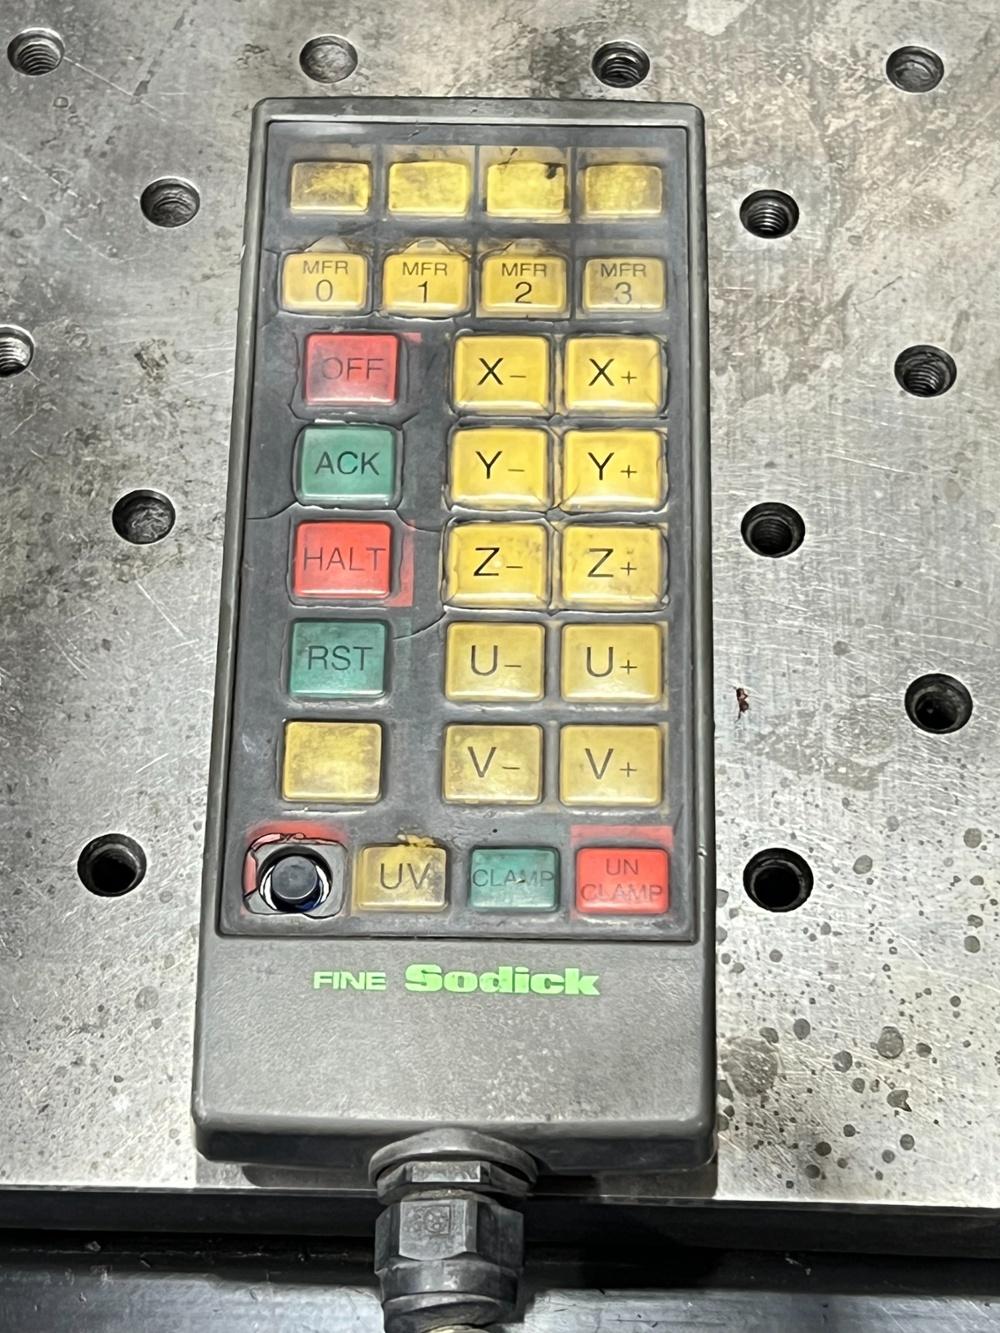 MFR MFR MFR MFR
0 1 2 3
OFF X- X+
ACK Y- Y+
HALT Z- Z+
RST U- U+
V- V+
UV CLAMP UN
CLAMP
FINE Sodick